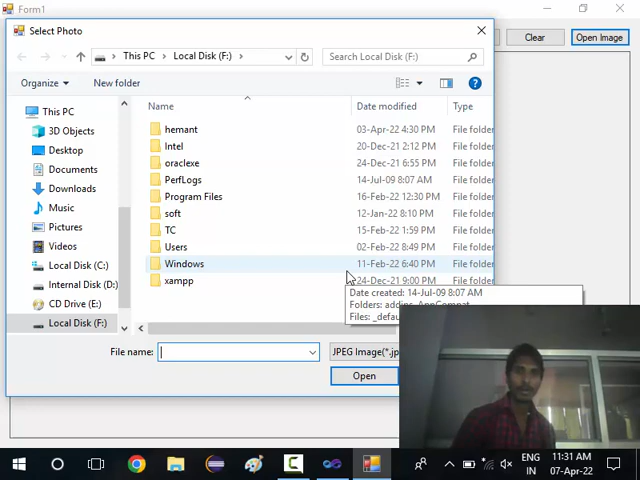 Form1
Select Photo
This PC > Local Disk (F:) >
Search Local Disk (F:)
Clear
Open Image
Organize
New folder
Name
Date modified
Type
This PC
3D Objects
Desktop
Documents
Downloads
Music
Pictures
Videos
Local Disk (C:)
Internal Disk (D:)
CD Drive (E:)
Local Disk (F:)
hemant 03-Apr-22 4:30 PM File folder
Intel 20-Dec-21 2:12 PM File folder
oraclexe 24-Dec-21 6:55 PM File folder
PerfLogs 14-Jul-09 8:07 AM File folder
Program Files 16-Feb-22 12:30 PM File folder
soft 12-Jan-22 8:10 PM File folder
TC 15-Feb-22 1:59 PM File folder
Users 02-Feb-22 8:49 PM File folder
Windows 11-Feb-22 6:40 PM File folder
xampp 24-Dec-21 9:00 PM File folder
Date created: 14-Jul-09 8:07 AM
Folders: addins, AppCompat,
Files: _defau
File name:
JPEG Image(*.jp
Open
ENG
IN
11:31 AM
07-Apr-22